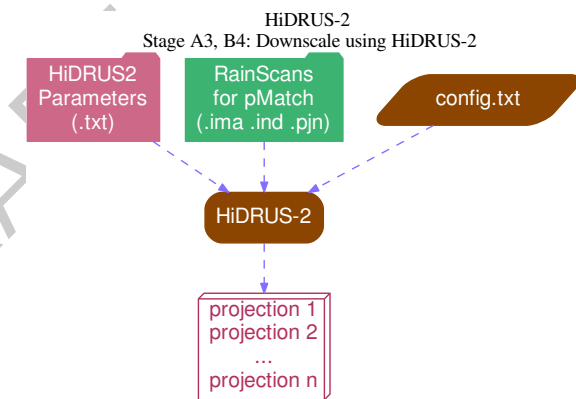 HiDRUS-2
Stage A3, B4: Downscale using HiDRUS-2
HiDRUS2
Parameters
(.txt)
RainScans
for pMatch
(.ima .ind .pjn)
config.txt
HiDRUS-2
projection 1
projection 2
...
projection n